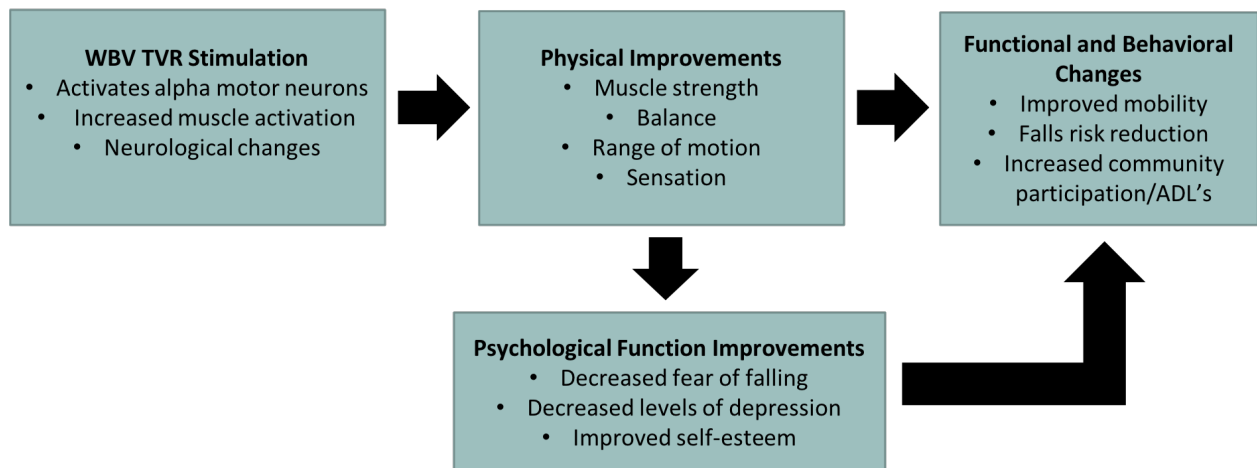 WBV TVR Stimulation
• Activates alpha motor neurons
• Increased muscle activation
• Neurological changes
Physical Improvements
• Muscle strength
• Balance
• Range of motion
• Sensation
Functional and Behavioral
Changes
• Improved mobility
• Falls risk reduction
• Increased community
participation/ADL's
Psychological Function Improvements
• Decreased fear of falling
• Decreased levels of depression
• Improved self-esteem